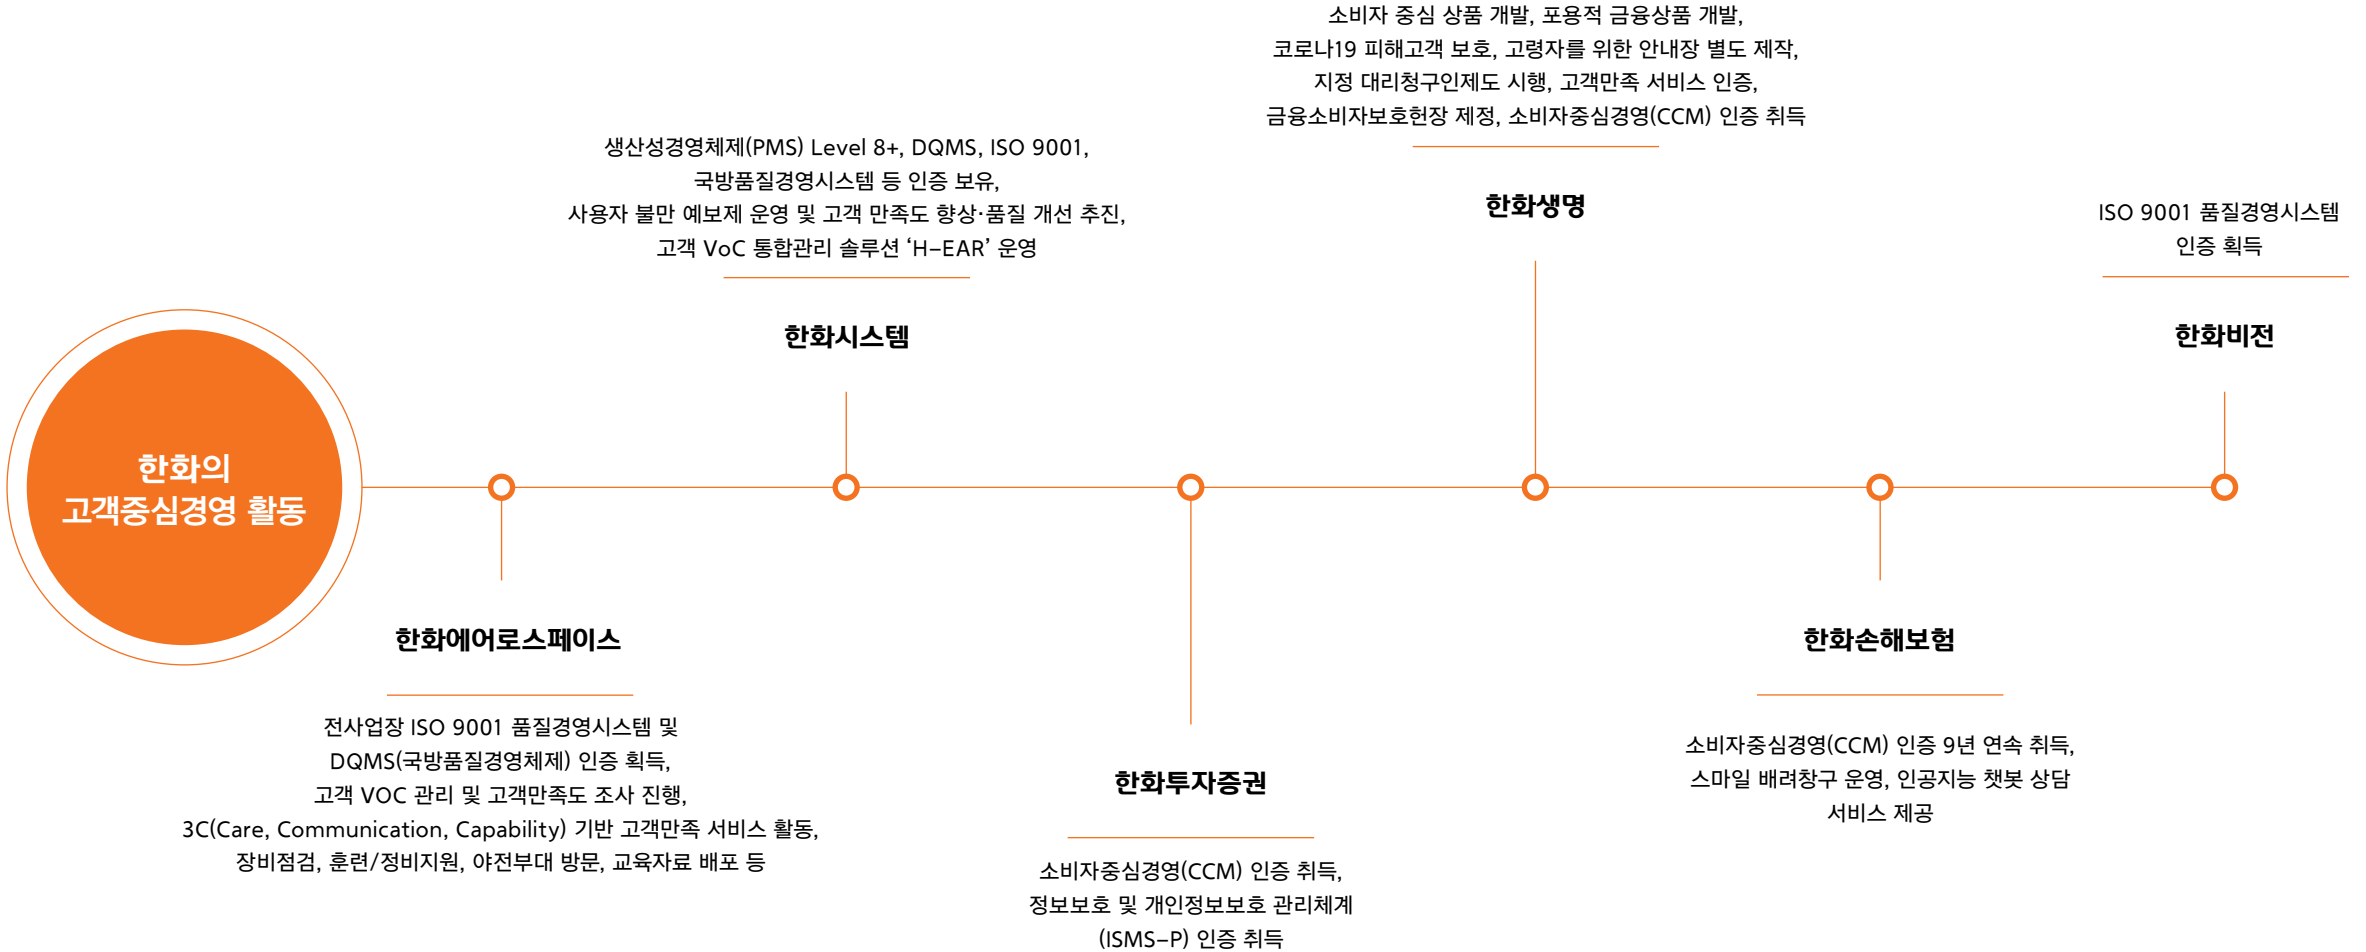 한화의
고객중심경영 활동
한화에어로스페이스
전사업장 ISO 9001 품질경영시스템 및
DQMS(국방품질경영체제) 인증 획득,
고객 VOC 관리 및 고객만족도 조사 진행,
3C(Care, Communication, Capability) 기반 고객만족 서비스 활동,
장비점검, 훈련/정비지원, 야전부대 방문, 교육자료 배포 등
생산성경영체제(PMS) Level 8+, DQMS, ISO 9001,
국방품질경영시스템 등 인증 보유,
사용자 불만 예보제 운영 및 고객 만족도 향상·품질 개선 추진,
고객 VoC 통합관리 솔루션 ‘H-EAR’ 운영
한화시스템
한화투자증권
소비자중심경영(CCM) 인증 취득,
정보보호 및 개인정보보호 관리체계
(ISMS-P) 인증 취득
소비자 중심 상품 개발, 포용적 금융상품 개발,
코로나19 피해고객 보호, 고령자를 위한 안내장 별도 제작,
지정 대리청구인제도 시행, 고객만족 서비스 인증,
금융소비자보호헌장 제정, 소비자중심경영(CCM) 인증 취득
한화생명
한화손해보험
소비자중심경영(CCM) 인증 9년 연속 취득,
스마일 배려창구 운영, 인공지능 챗봇 상담
서비스 제공
ISO 9001 품질경영시스템
인증 획득
한화비전